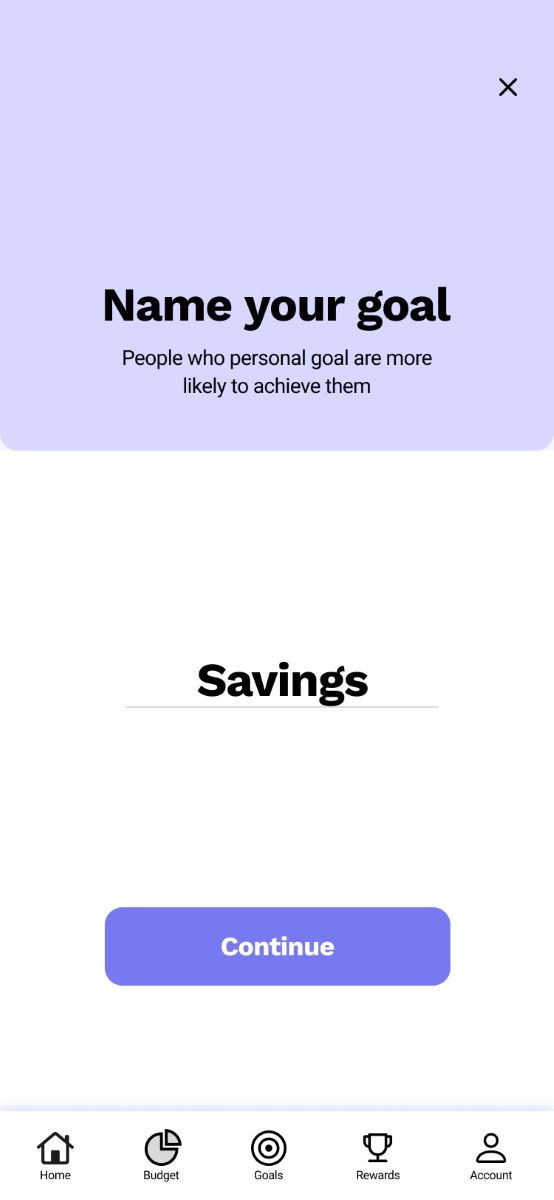 Name your goal
People who personal goal are more
likely to achieve them
Savings
Continue
Home
Budget
Goals
Rewards
Account